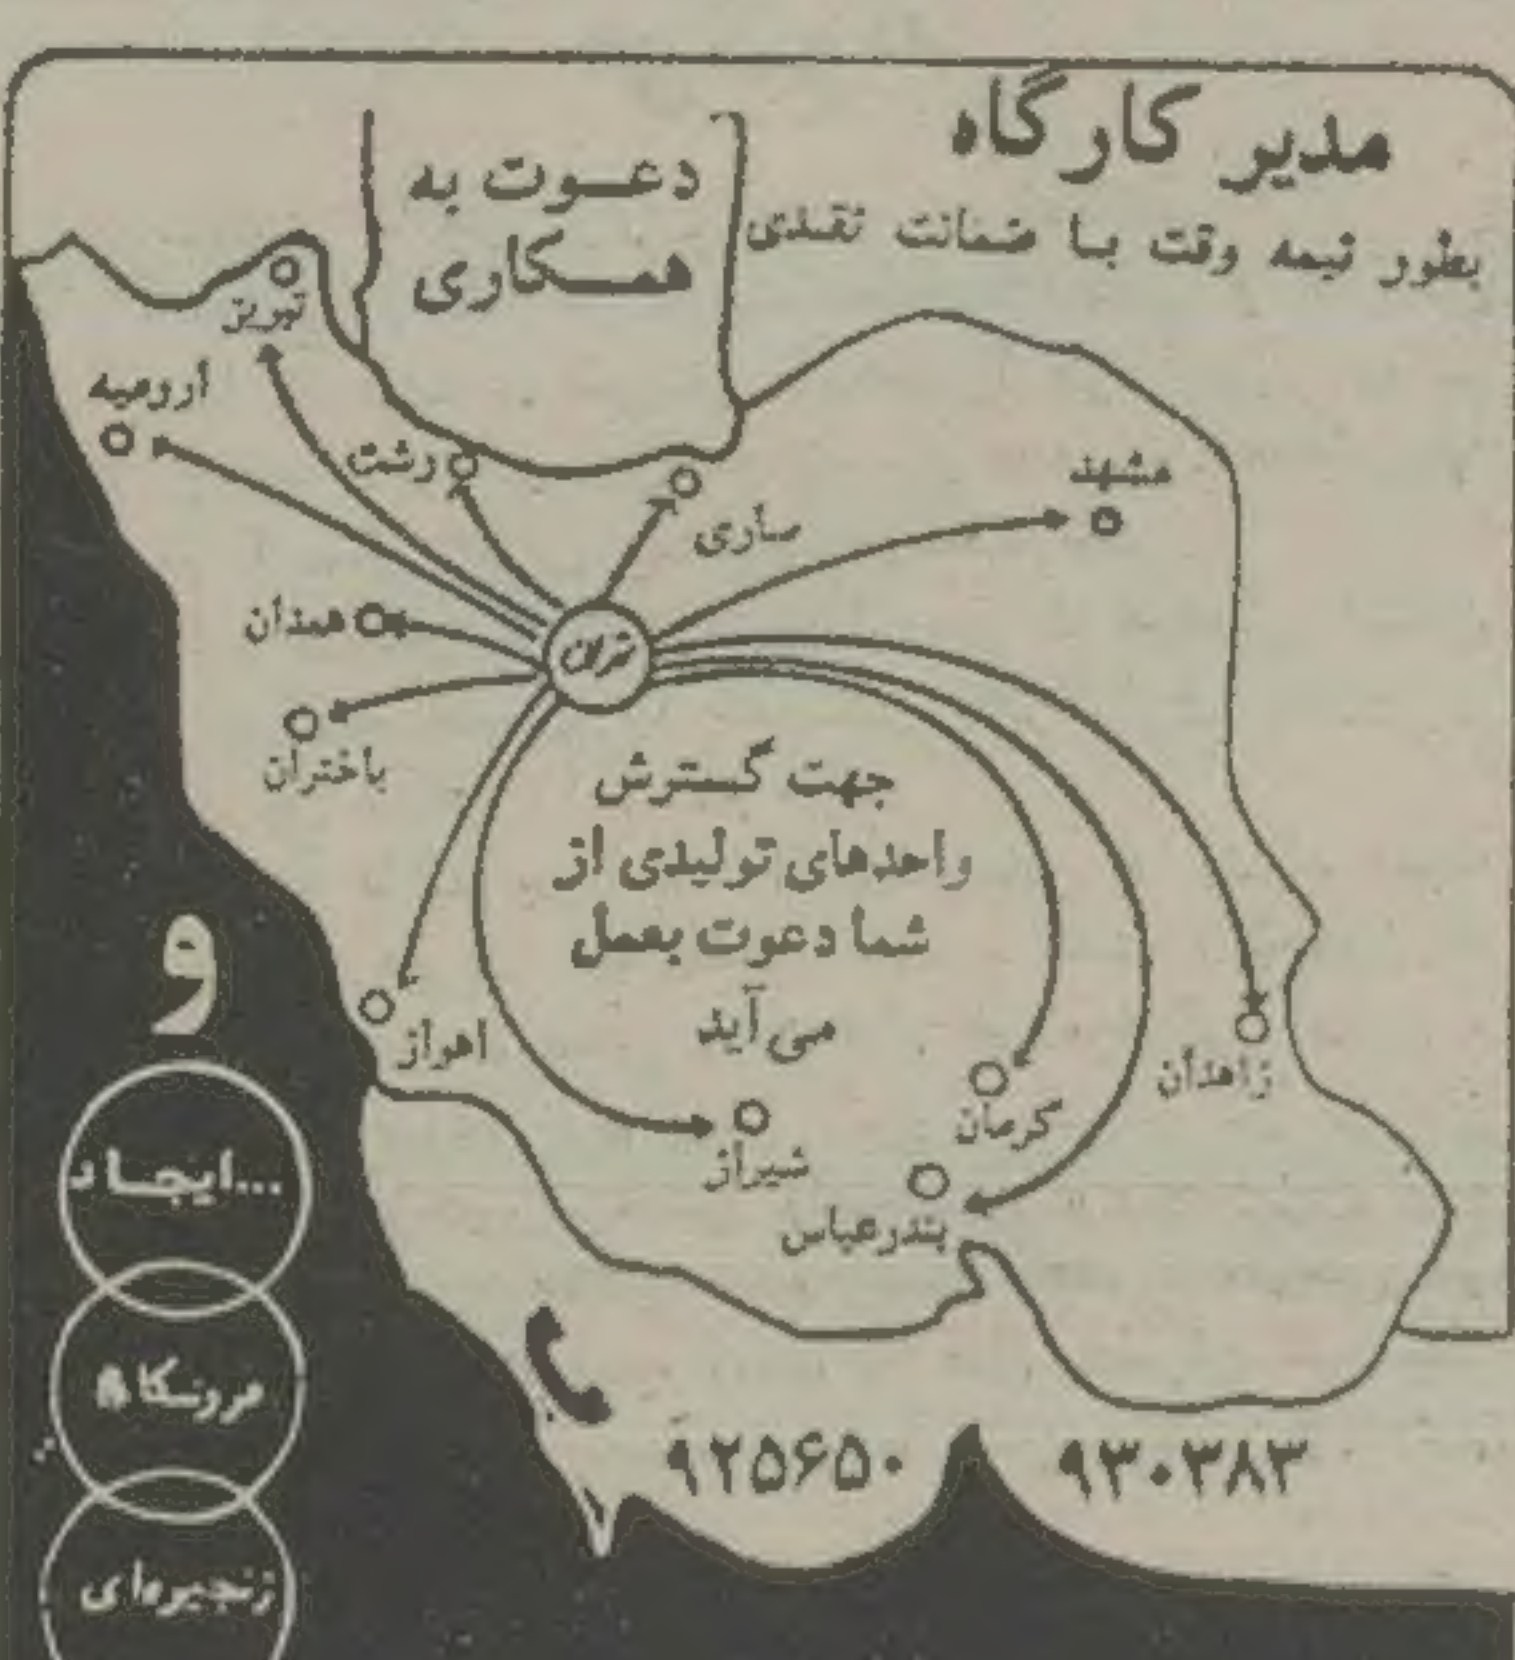 مدیر کارگاه
بطور نیمه وقت با ضمانت نقدی
دعوت به
همکاری
تبریز
ارومیه
رشت
ساری
مشهد
همدان
تهران
باختران
جهت گسترش
واحدهای تولیدی از
شما دعوت بعمل
می آید
اهواز
زاهدان
کرمان
شیراز
بندرعباس
و
...ایجاد
فروشگاه
زنجیره‌ای
۹۲۵۶۵۰
۹۳۰۳۸۳